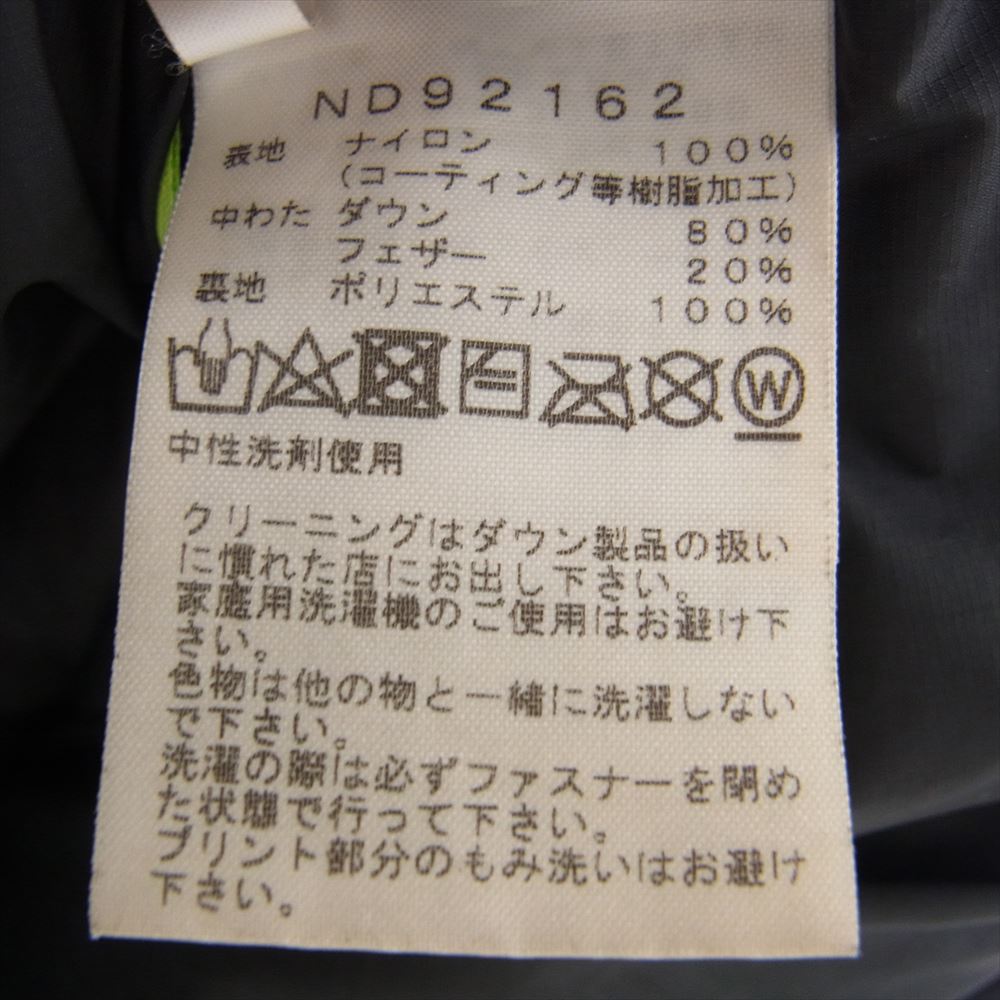 ND92162
表地 ナイロン 100%
(コーティング等樹脂加工)
中わた ダウン 80%
フェザー 20%
裏地 ポリエステル 100%
W
中性洗剤使用
クリーニングはダウン製品の扱い
に慣れた店にお出し下さい。
家庭用洗濯機のご使用はお避け下
さい。
色物は他の物と一緒に洗濯しない
で下さい。
洗濯の際は必ずファスナーを閉め
た状態で行って下さい。
プリント部分のもみ洗いはお避け
下さい。